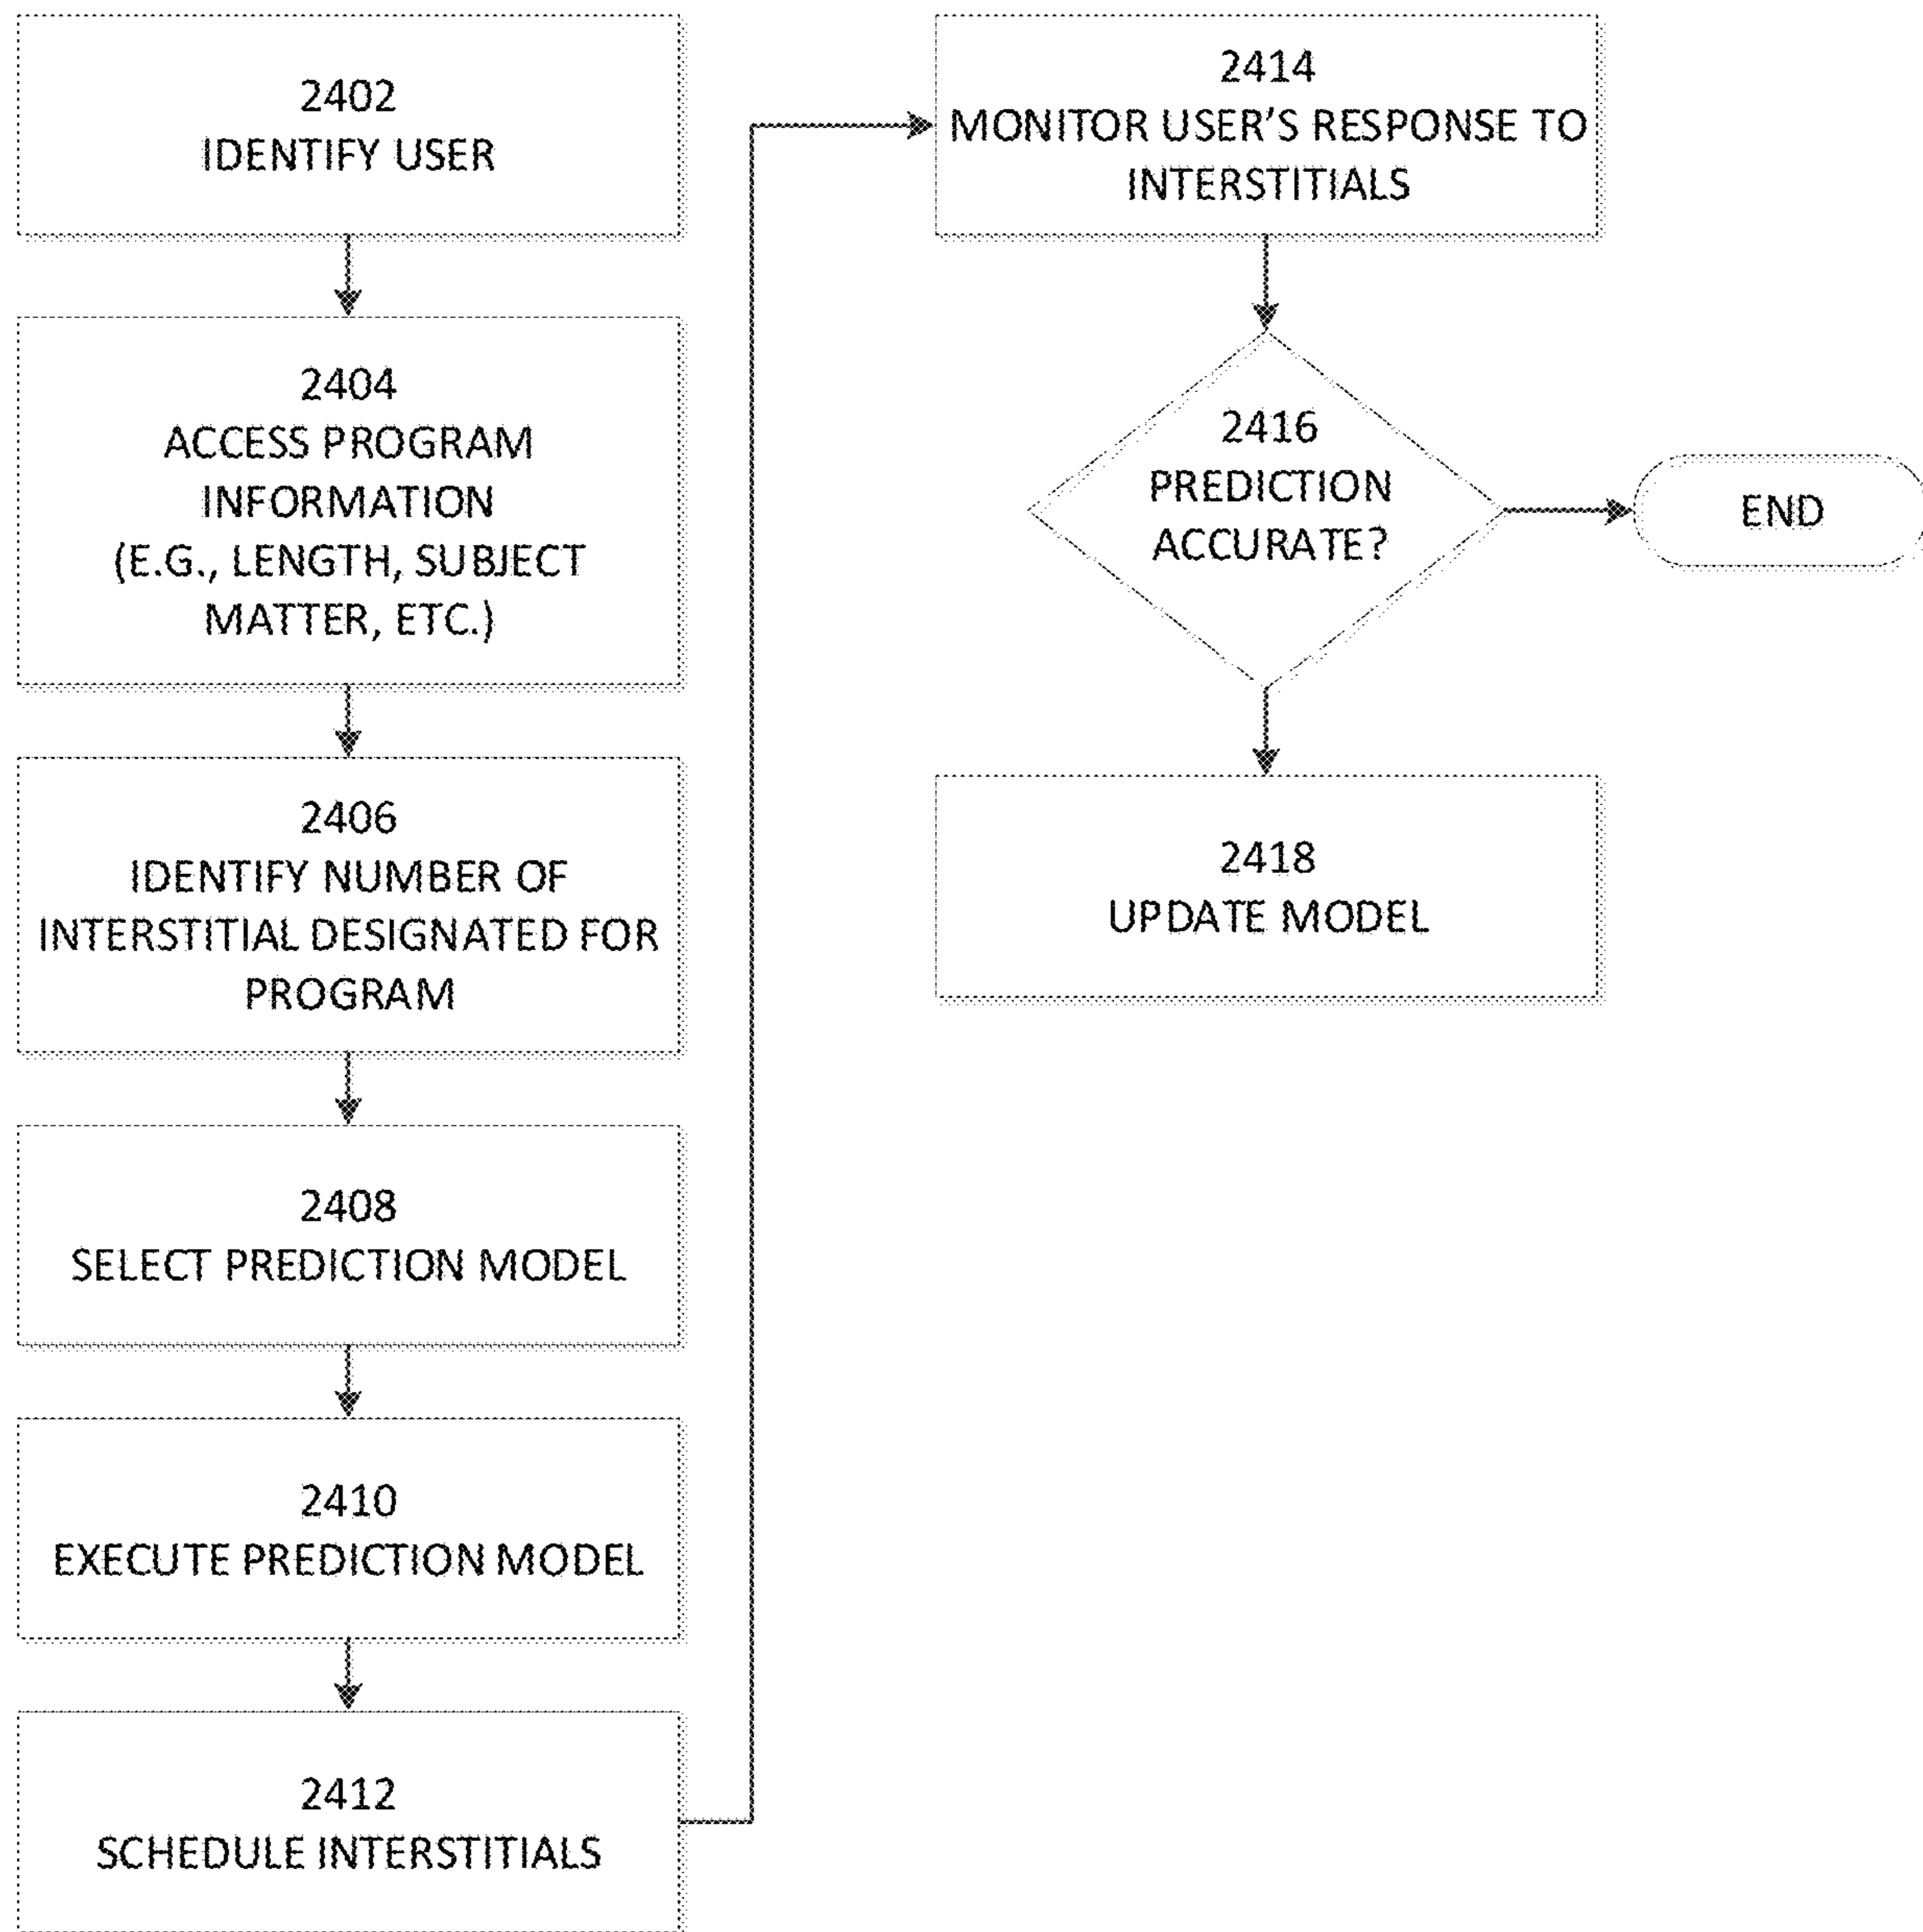 2402
IDENTIFY USER
2404
ACCESS PROGRAM
INFORMATION
(E.G., LENGTH, SUBJECT
MATTER, ETC.)
2406
IDENTIFY NUMBER OF
INTERSTITIAL DESIGNATED FOR
PROGRAM
2408
SELECT PREDICTION MODEL
2410
EXECUTE PREDICTION MODEL
2412
SCHEDULE INTERSTITIALS
2414
MONITOR USER'S RESPONSE TO
INTERSTITIALS
2416
PREDICTION
ACCURATE?
END
2418
UPDATE MODEL